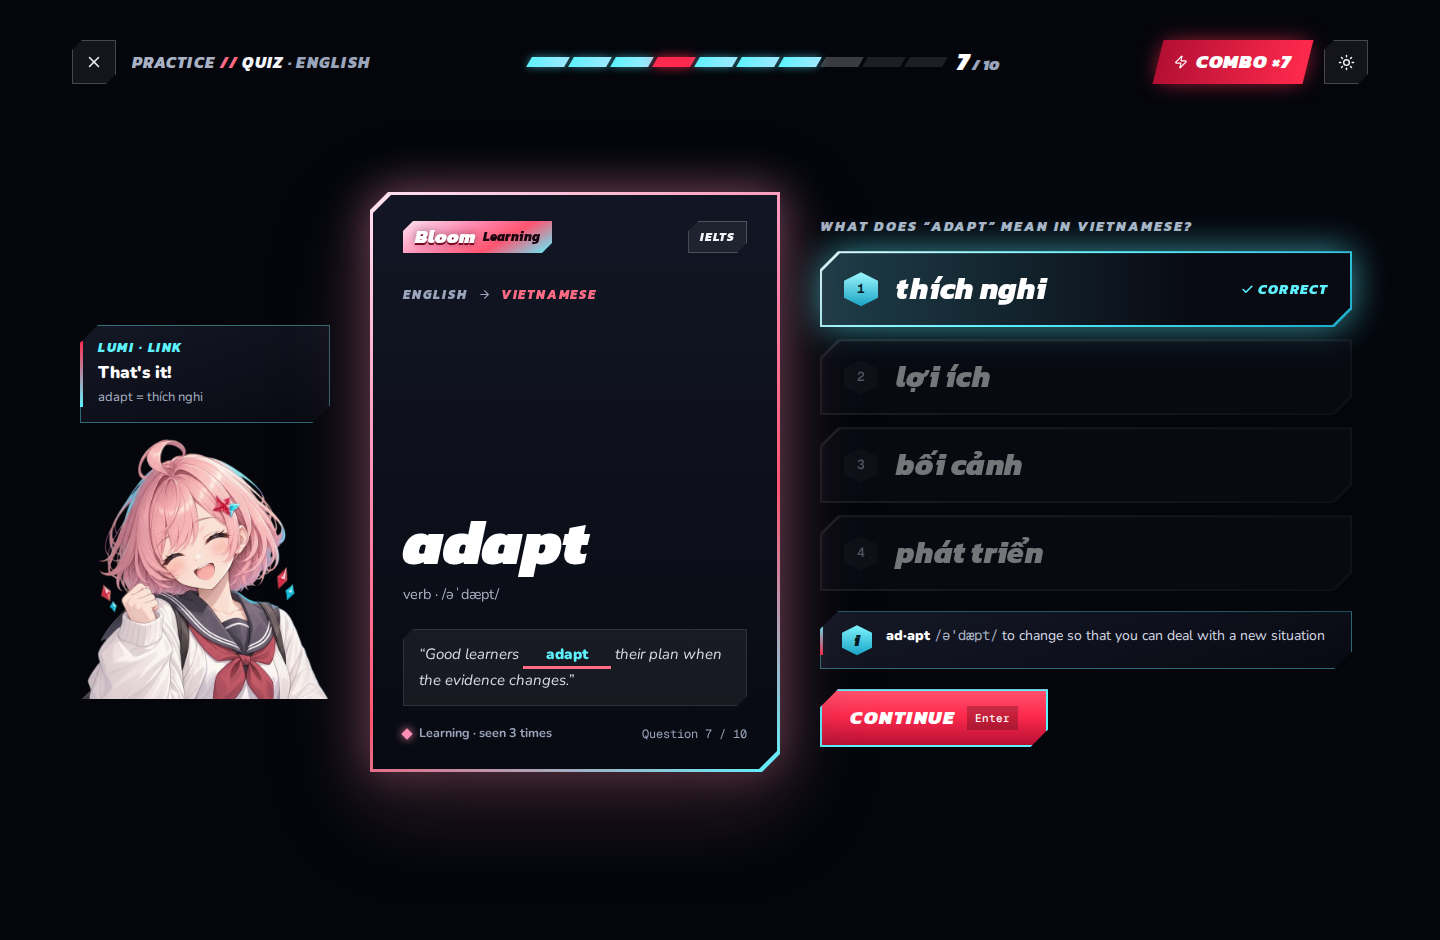 PRACTICE // QUIZ · ENGLISH
7 / 10
COMBO ×7
Bloom Learning
IELTS
ENGLISH → VIETNAMESE
LUMI · LINK
That's it!
adapt = thích nghi
adapt
verb · /əˈdæpt/
“Good learners adapt their plan when
the evidence changes.”
Learning · seen 3 times
Question 7 / 10
WHAT DOES “ADAPT” MEAN IN VIETNAMESE?
1 thích nghi ✓ CORRECT
2 lợi ích
3 bối cảnh
4 phát triển
i ad·apt /ə'dæpt/ to change so that you can deal with a new situation
CONTINUE Enter